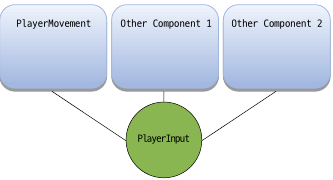 PlayerMovement
Other Component 1
Other Component 2
PlayerInput